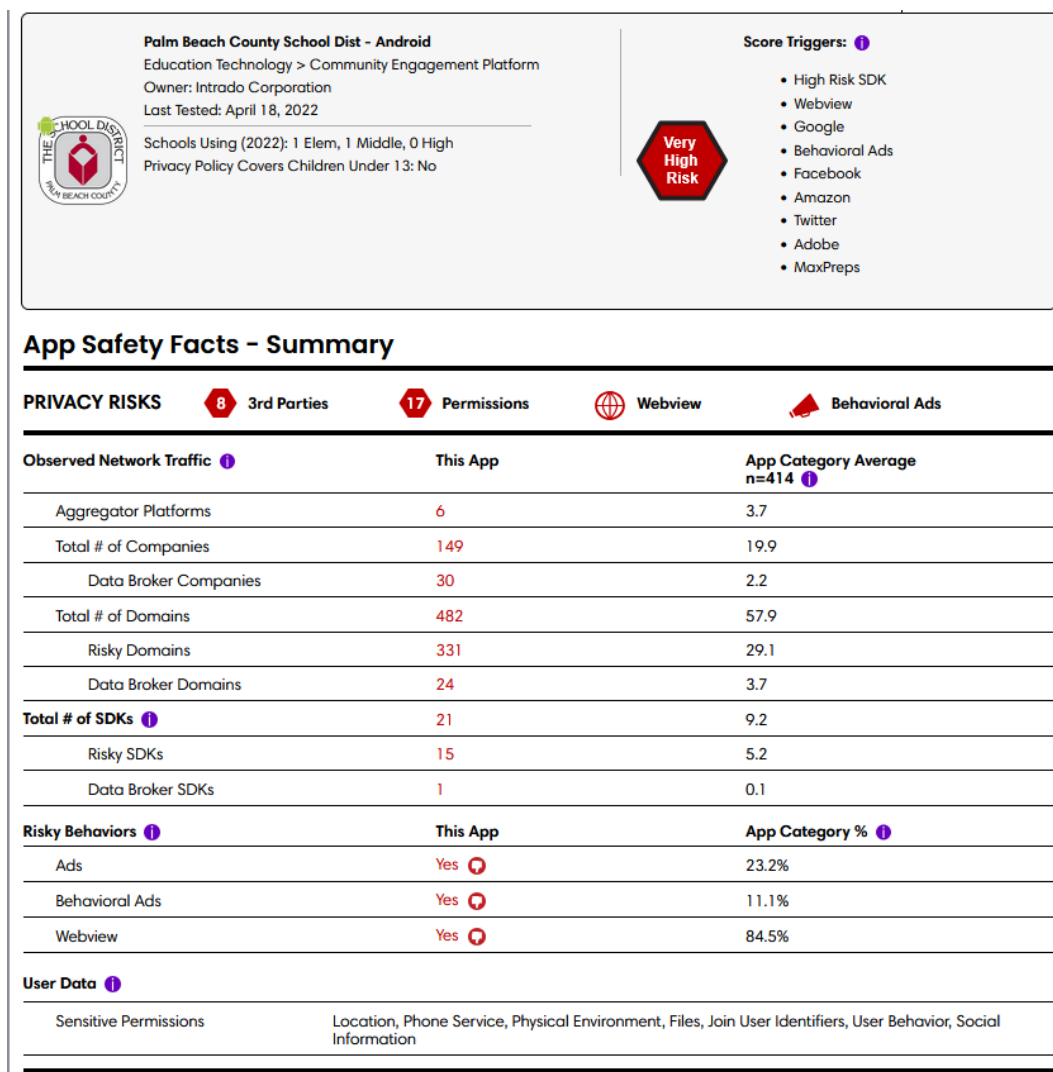 Palm Beach County School Dist - Android
Education Technology > Community Engagement Platform
Owner: Intrado Corporation
Last Tested: April 18, 2022
Schools Using (2022): 1 Elem, 1 Middle, 0 High
Privacy Policy Covers Children Under 13: No
THE SCHOOL DISTRICT
PALM BEACH COUNTY
Very
High
Risk
Score Triggers: i
• High Risk SDK
• Webview
• Google
• Behavioral Ads
• Facebook
• Amazon
• Twitter
• Adobe
• MaxPreps
App Safety Facts - Summary
PRIVACY RISKS 8 3rd Parties 17 Permissions Webview Behavioral Ads
Observed Network Traffic i This App App Category Average
n=414 i
Aggregator Platforms 6 3.7
Total # of Companies 149 19.9
Data Broker Companies 30 2.2
Total # of Domains 482 57.9
Risky Domains 331 29.1
Data Broker Domains 24 3.7
Total # of SDKs i 21 9.2
Risky SDKs 15 5.2
Data Broker SDKs 1 0.1
Risky Behaviors i This App App Category % i
Ads Yes 23.2%
Behavioral Ads Yes 11.1%
Webview Yes 84.5%
User Data i
Sensitive Permissions Location, Phone Service, Physical Environment, Files, Join User Identifiers, User Behavior, Social
Information